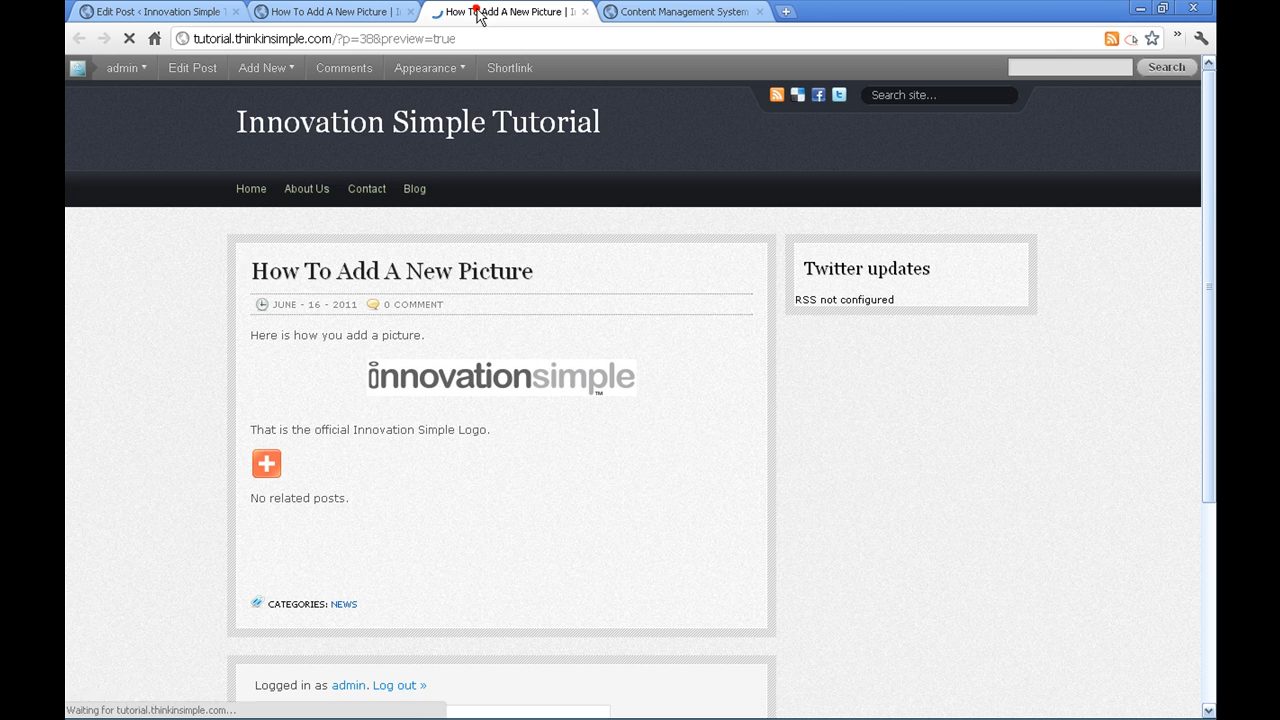 Edit Post ‹ Innovation Simple T
How To Add A New Picture | In
How To Add A New Picture | In
Content Management System
tutorial.thinkinsimple.com/?p=38&preview=true
»
admin
Edit Post
Add New
Comments
Appearance
Shortlink
Search
Search site...
Innovation Simple Tutorial
Home
About Us
Contact
Blog
How To Add A New Picture
JUNE - 16 - 2011
0 COMMENT
Here is how you add a picture.
innovationsimple™
That is the official Innovation Simple Logo.
No related posts.
CATEGORIES: NEWS
Twitter updates
RSS not configured
Logged in as admin. Log out »
Waiting for tutorial.thinkinsimple.com...